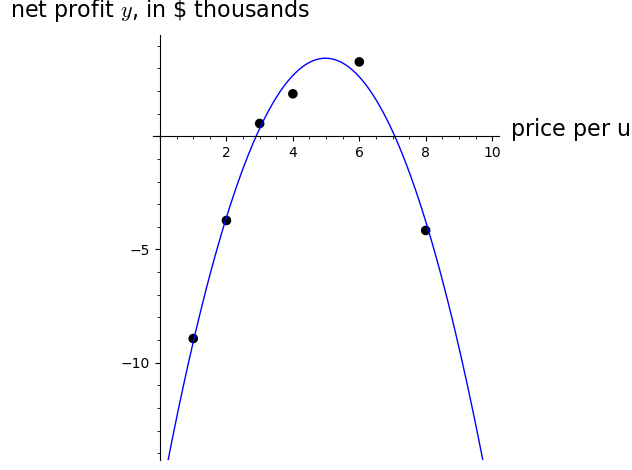 net profit y, in $ thousands
price per u
2 4 6 8 10
−5
−10